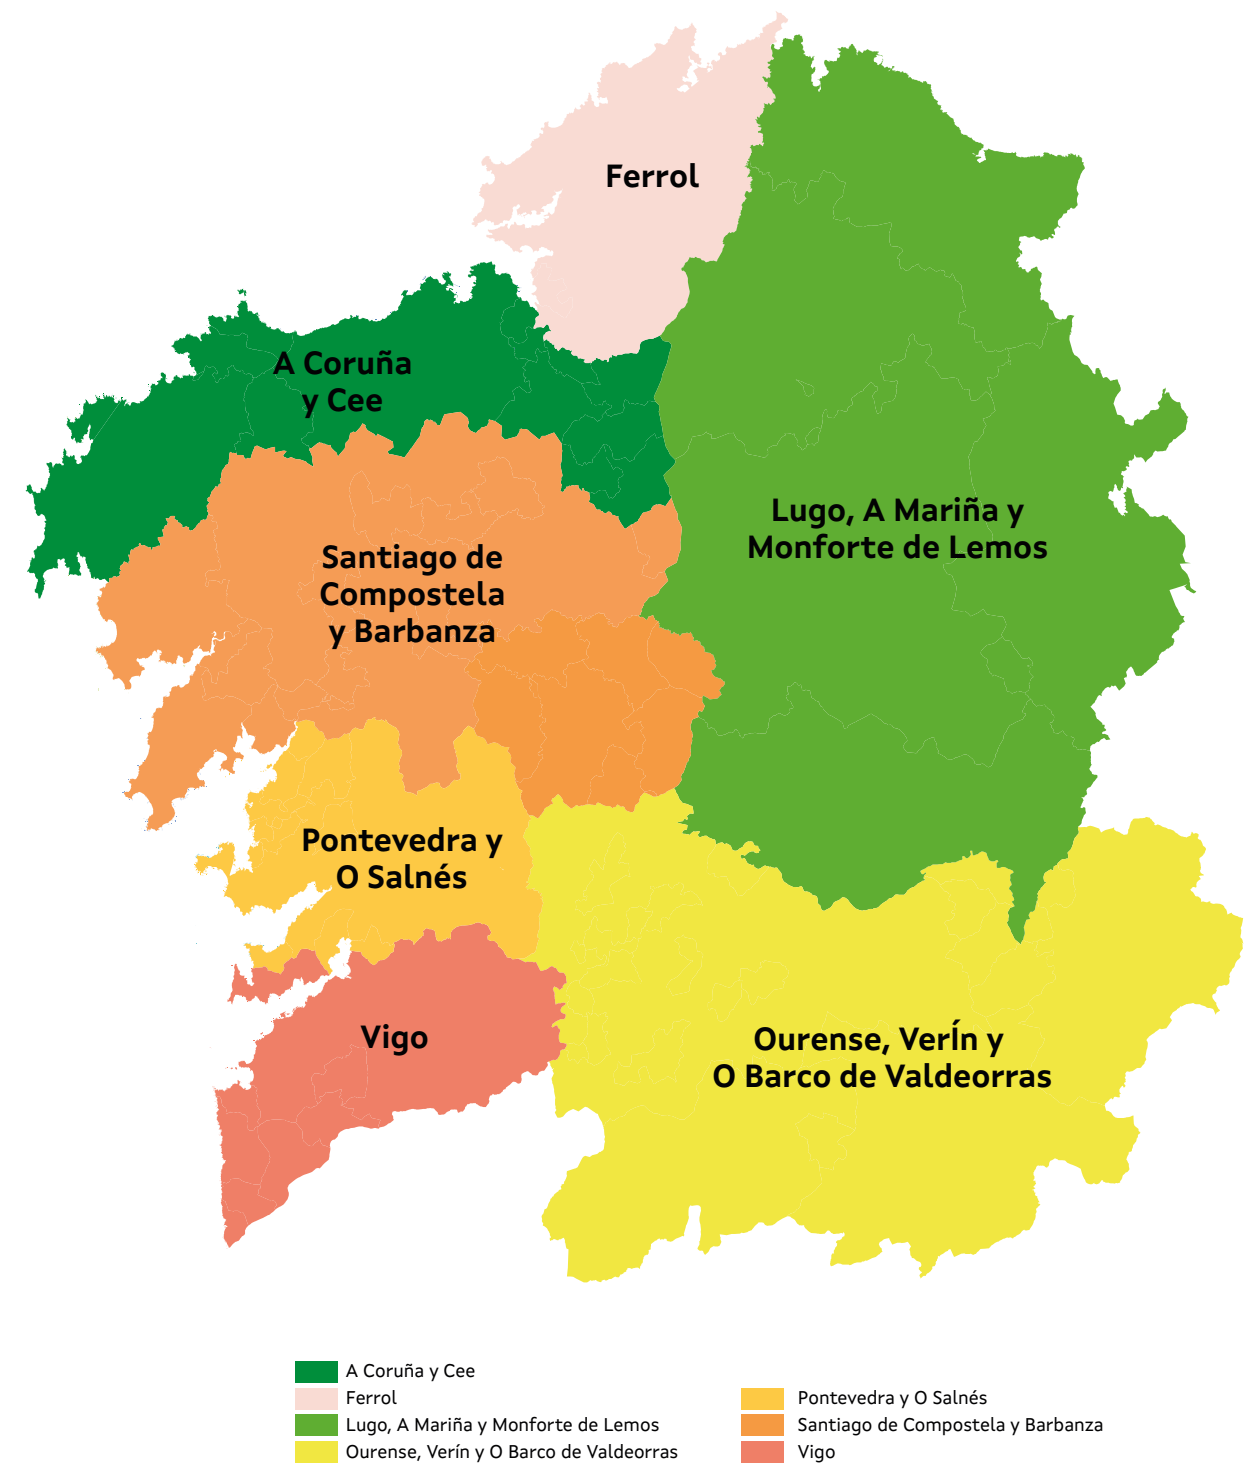 Ferrol
A Coruña
y Cee
Lugo, A Mariña y
Monforte de Lemos
Santiago de
Compostela
y Barbanza
Pontevedra y
O Salnés
Vigo
Ourense, VerÍn y
O Barco de Valdeorras
A Coruña y Cee
Ferrol
Lugo, A Mariña y Monforte de Lemos
Ourense, Verín y O Barco de Valdeorras
Pontevedra y O Salnés
Santiago de Compostela y Barbanza
Vigo